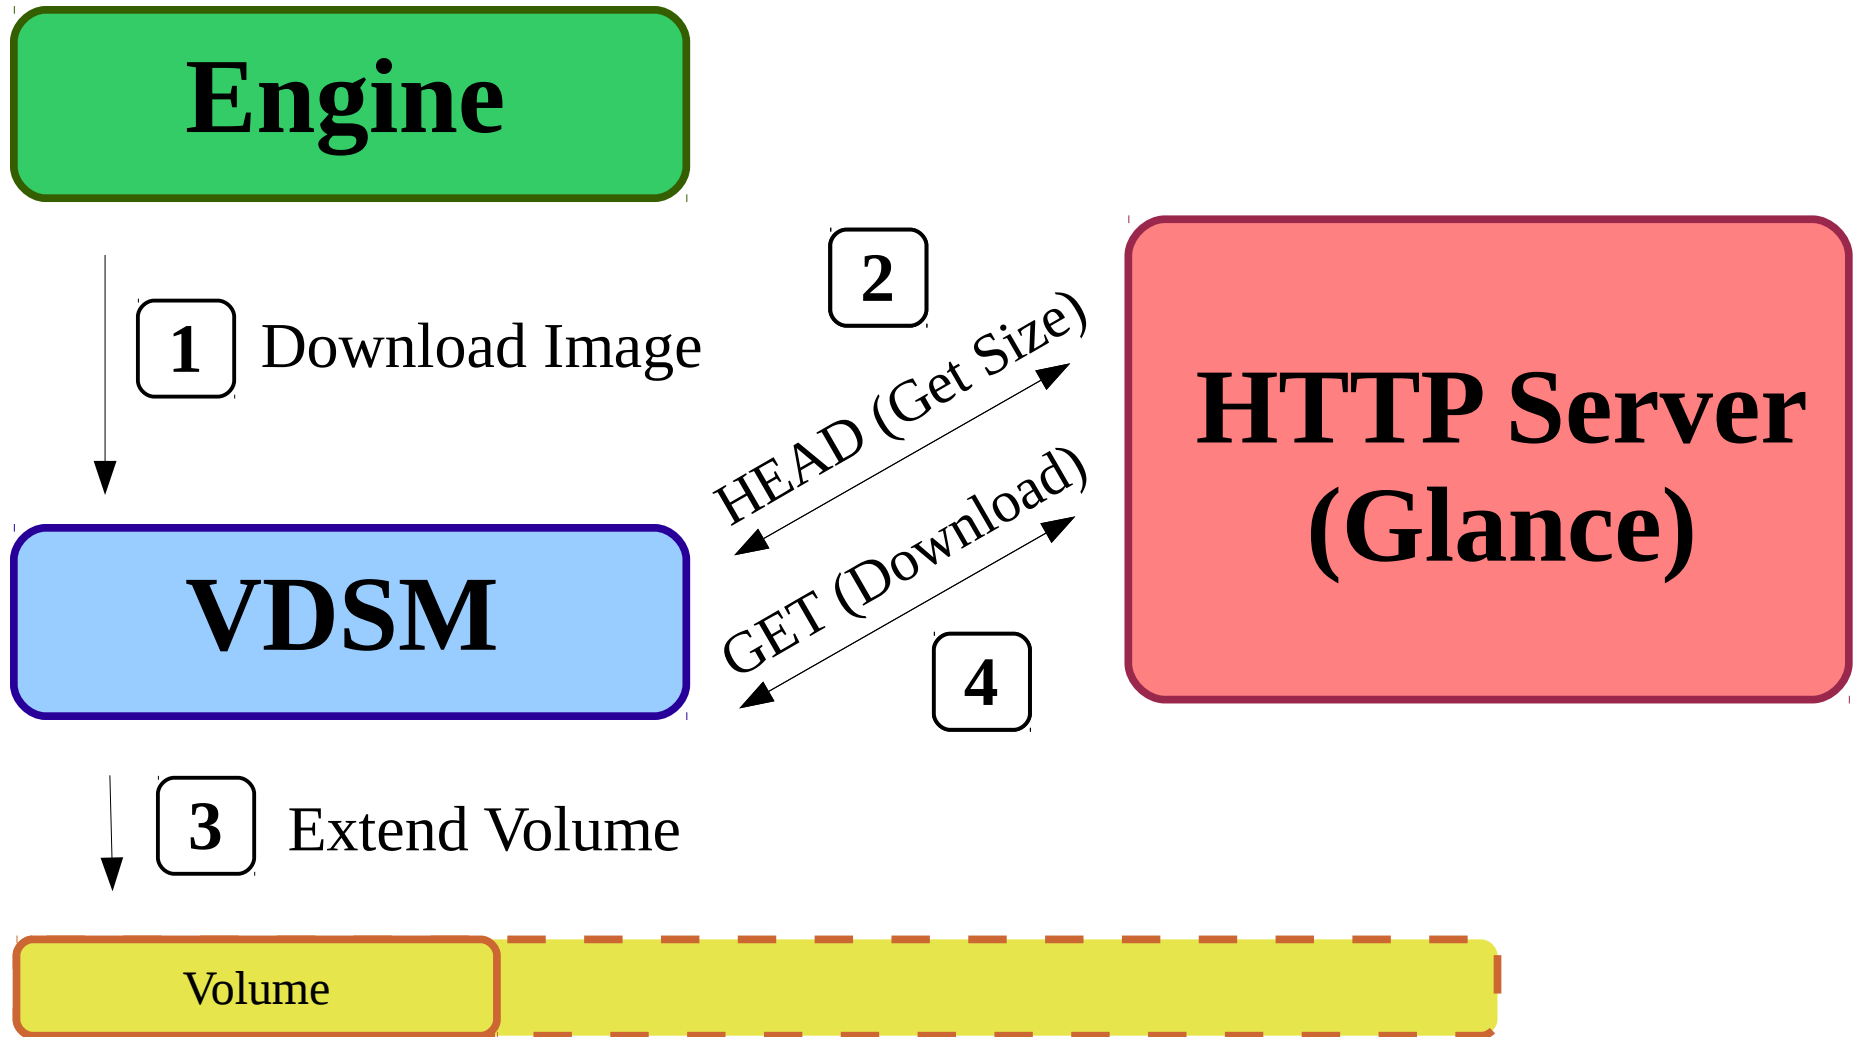 Engine
2
1
Download Image
HEAD (Get Size)
HTTP Server
(Glance)
GET (Download)
VDSM
4
3
Extend Volume
Volume